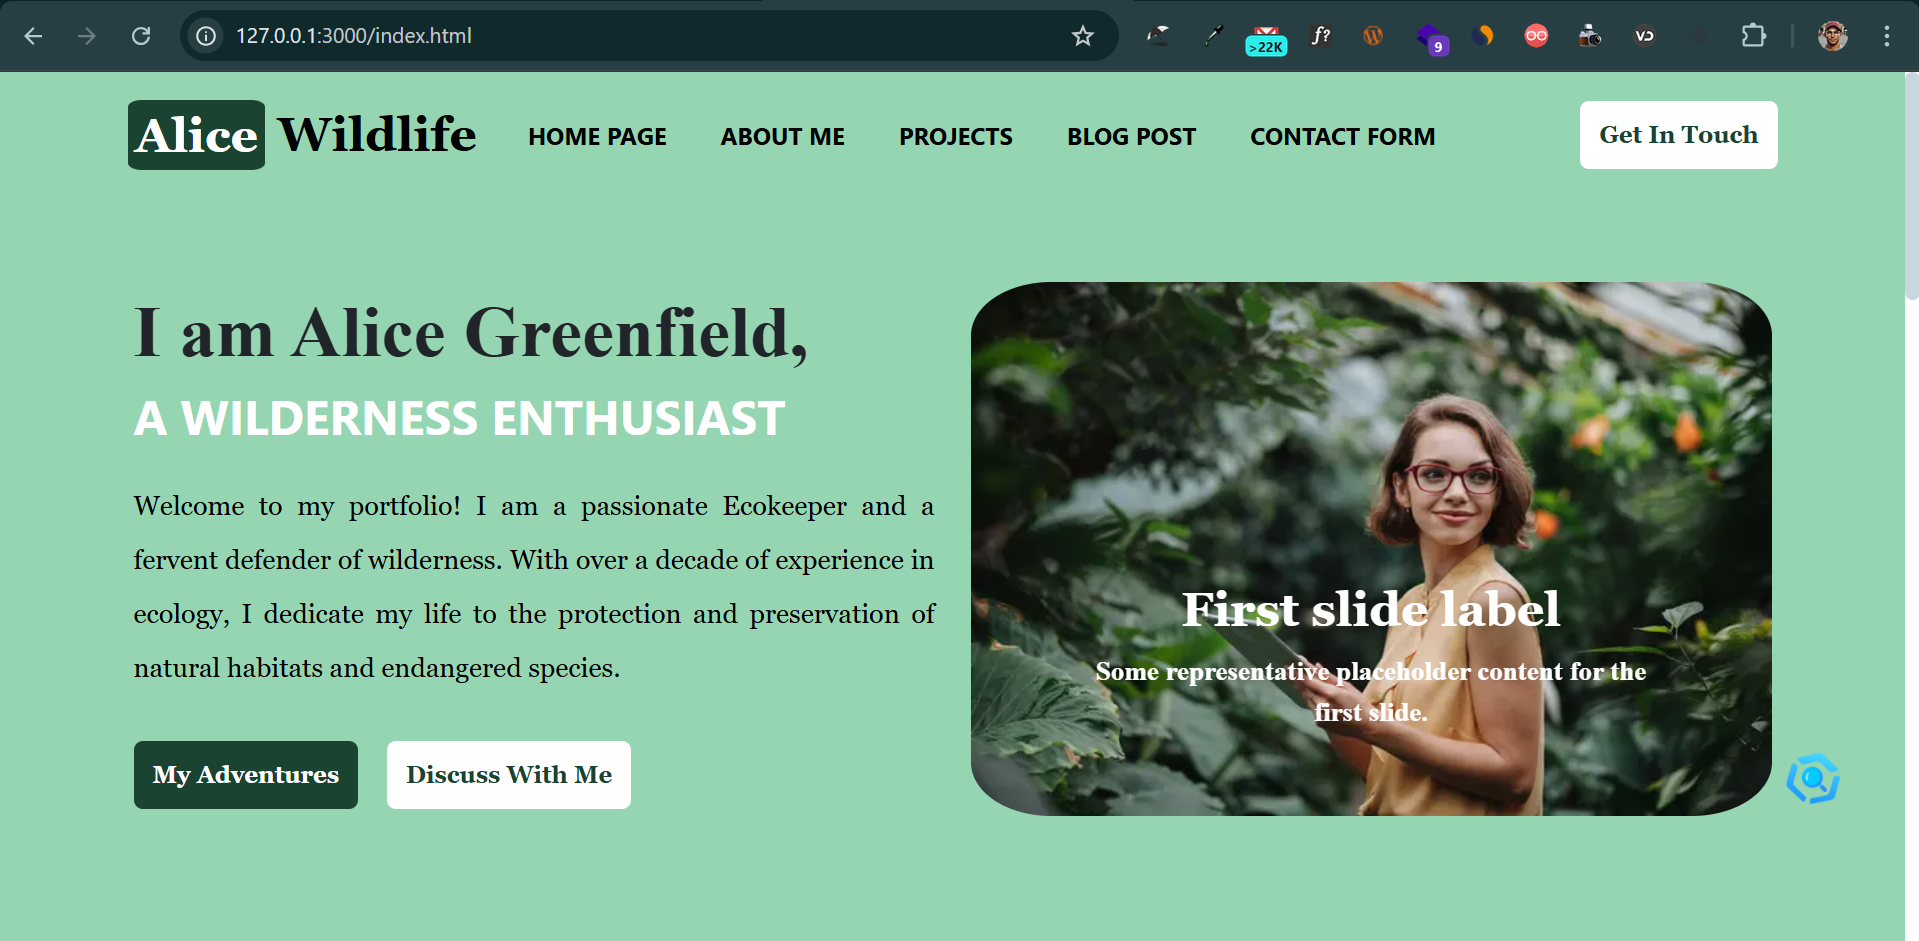 127.0.0.1:3000/index.html
>22K
f?
9
VD
Alice Wildlife
HOME PAGE
ABOUT ME
PROJECTS
BLOG POST
CONTACT FORM
Get In Touch
I am Alice Greenfield,
A WILDERNESS ENTHUSIAST
Welcome to my portfolio! I am a passionate Ecokeeper and a
fervent defender of wilderness. With over a decade of experience in
ecology, I dedicate my life to the protection and preservation of
natural habitats and endangered species.
My Adventures
Discuss With Me
First slide label
Some representative placeholder content for the
first slide.